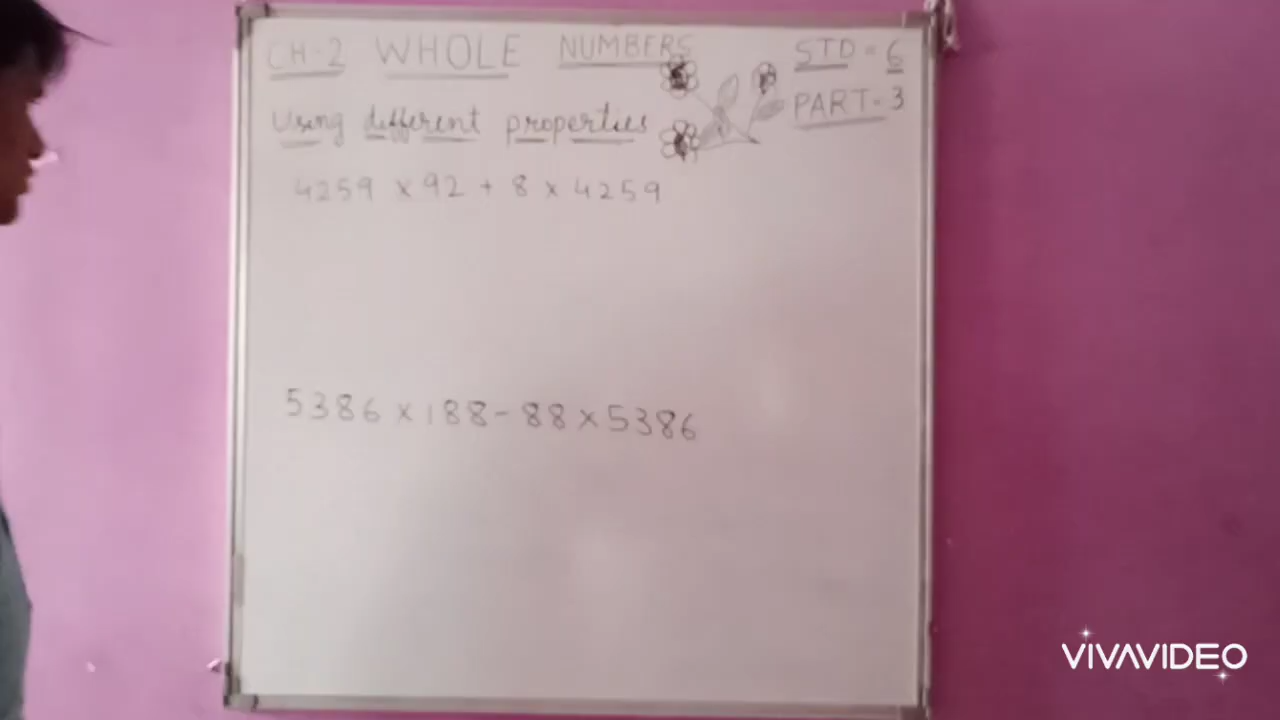 CH-2 WHOLE NUMBERS
STD = 6
PART- 3
Using different properties
4259 x 92 + 8 x 4259
5386 x 188 - 88 x 5386
VIVAVIDEO